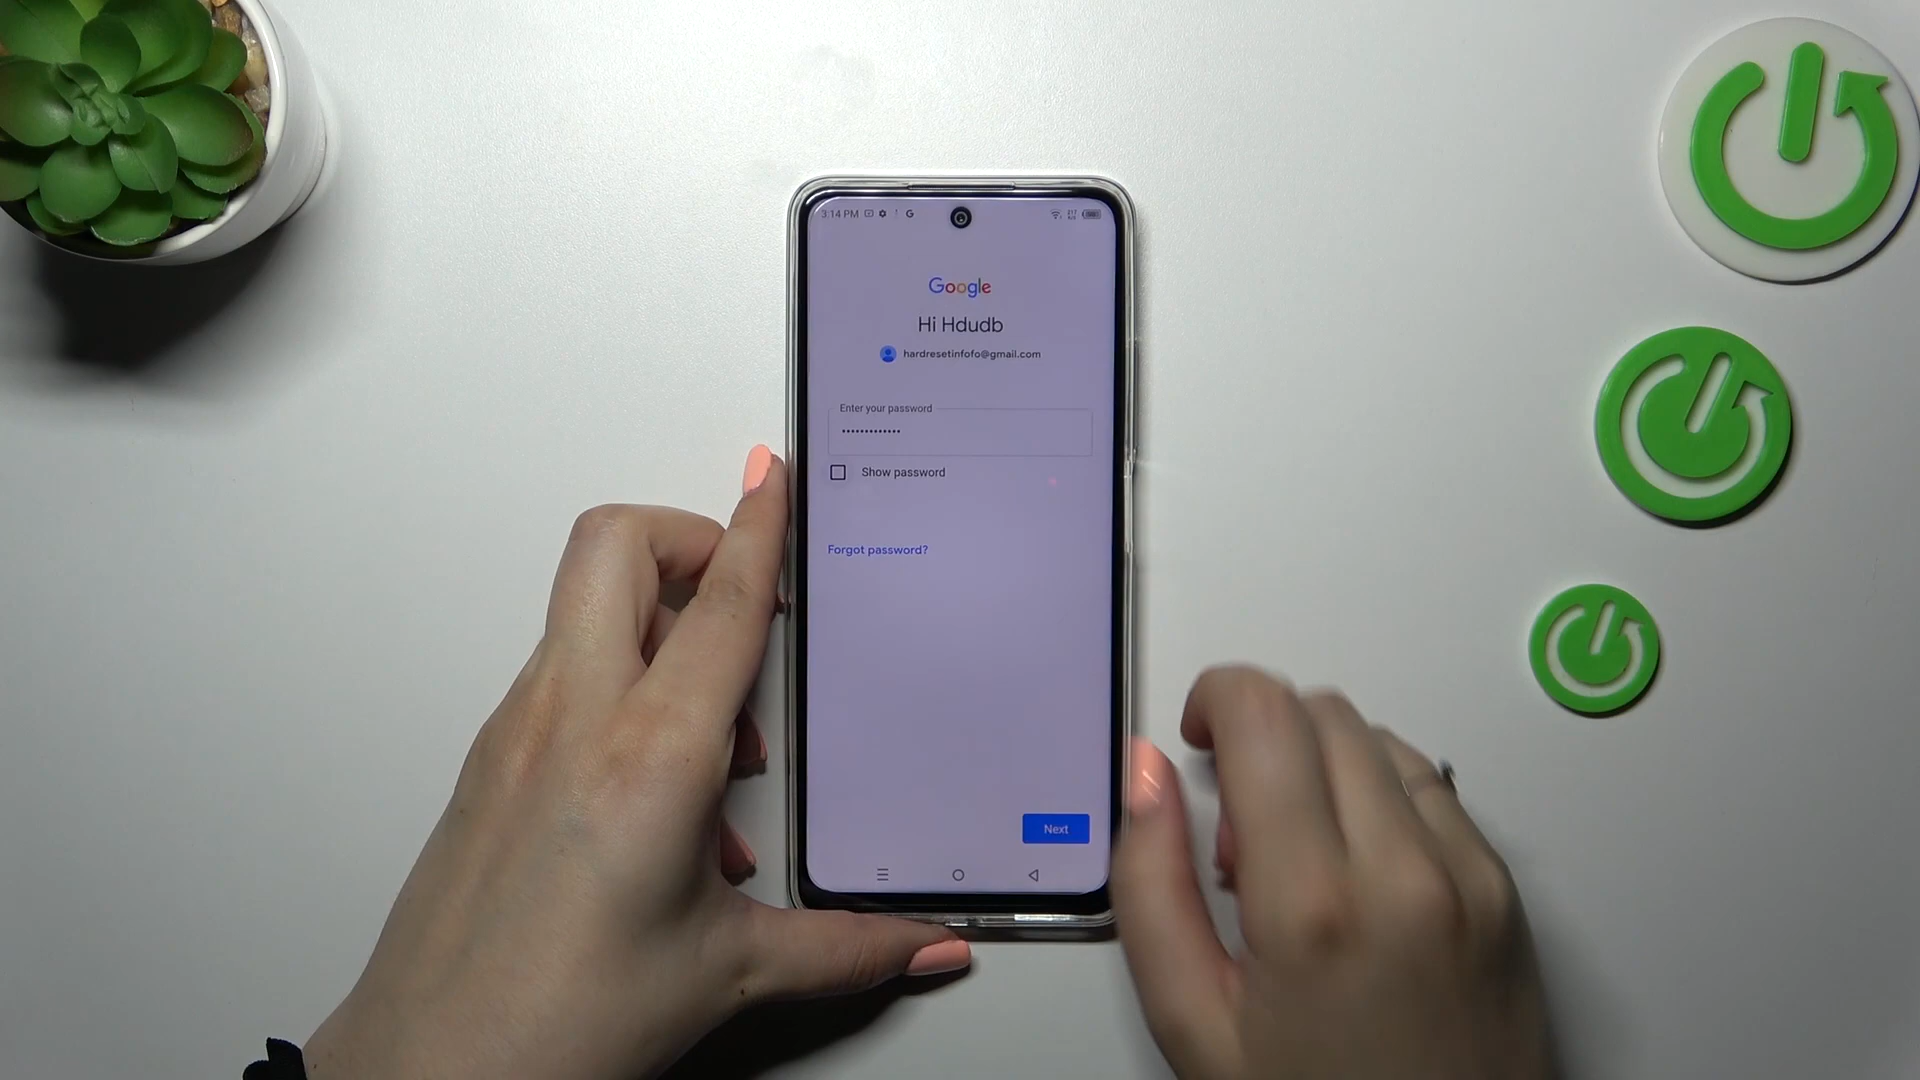 3:14 PM
Google
Hi Hdudb
hardresetinfofo@gmail.com
Enter your password
•••••••••••••
Show password
Forgot password?
Next